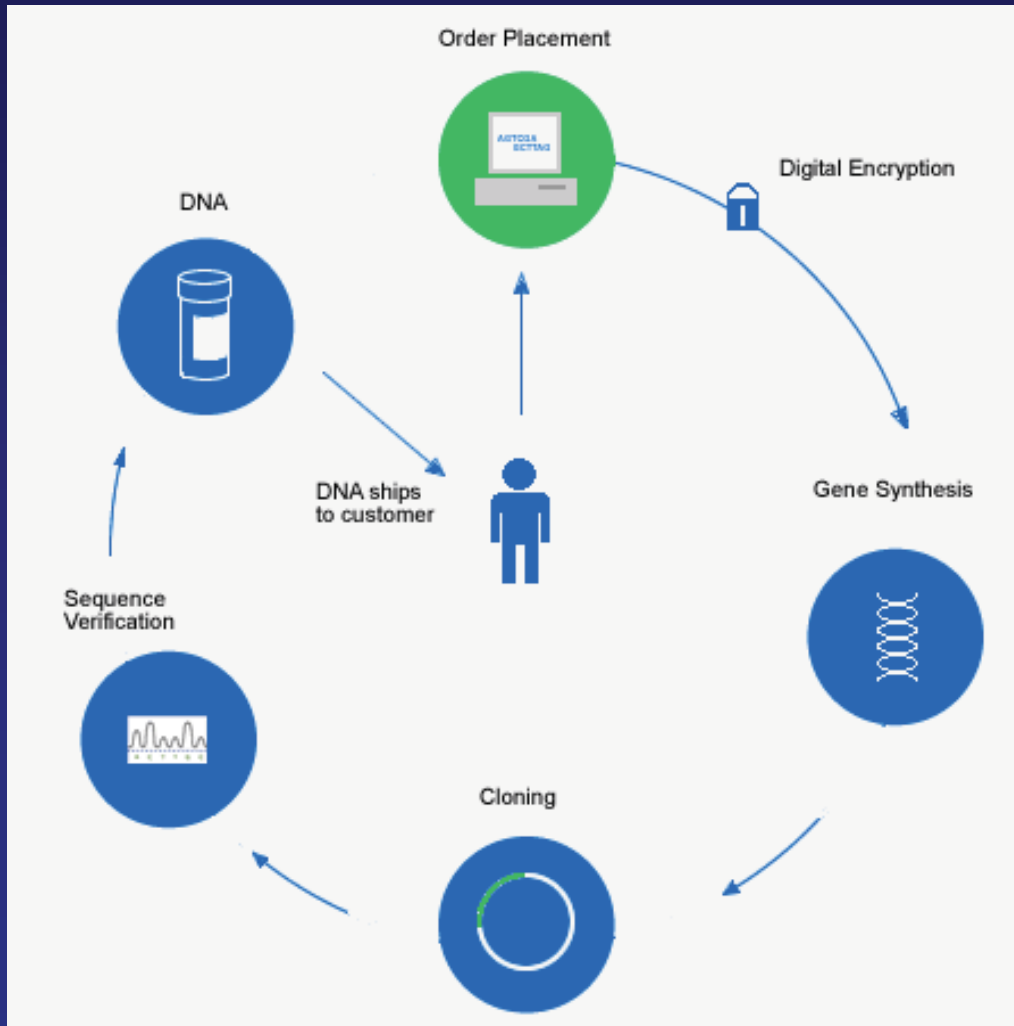 Order Placement
Digital Encryption
DNA
DNA ships
to customer
Gene Synthesis
Sequence
Verification
Cloning